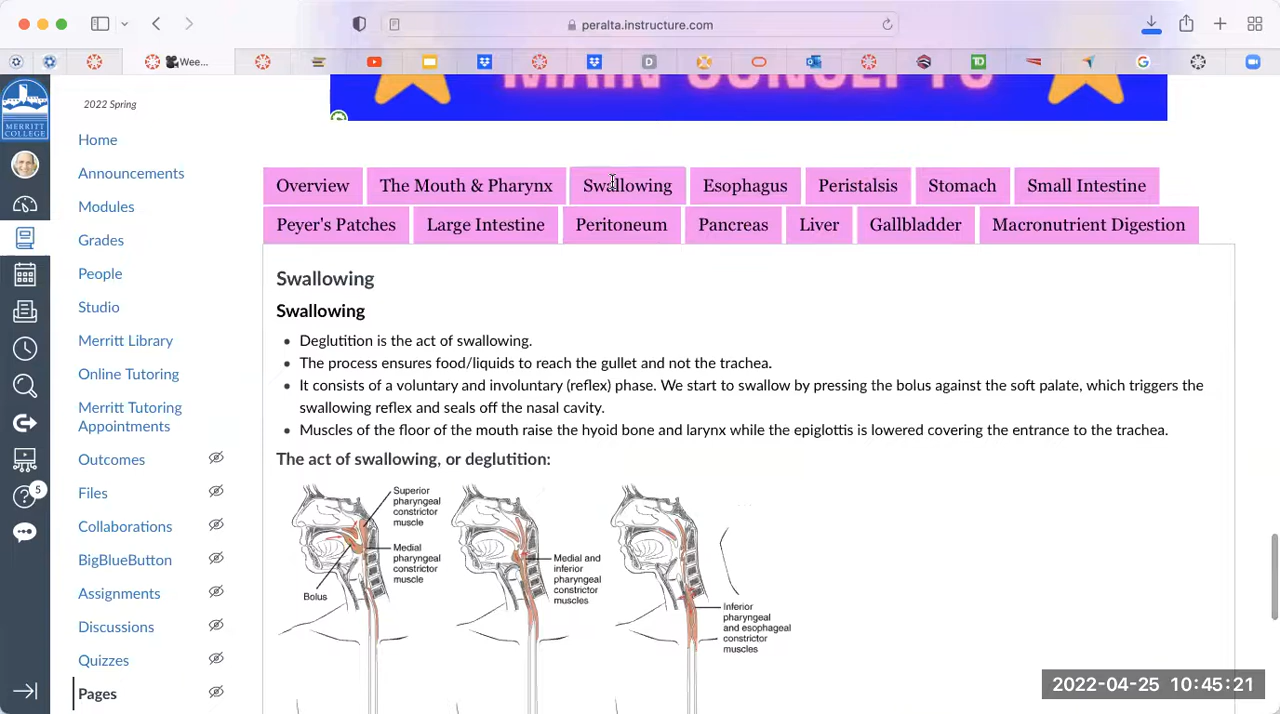 peralta.instructure.com
Wee...
MAIN CONCEPTS
MERRITT
COLLEGE
2022 Spring
Home
Announcements
Modules
Grades
People
Studio
Merritt Library
Online Tutoring
Merritt Tutoring
Appointments
Outcomes
Files
Collaborations
BigBlueButton
Assignments
Discussions
Quizzes
Pages
5
Overview
The Mouth & Pharynx
Swallowing
Esophagus
Peristalsis
Stomach
Small Intestine
Peyer's Patches
Large Intestine
Peritoneum
Pancreas
Liver
Gallbladder
Macronutrient Digestion
Swallowing
Swallowing
Deglutition is the act of swallowing.
The process ensures food/liquids to reach the gullet and not the trachea.
It consists of a voluntary and involuntary (reflex) phase. We start to swallow by pressing the bolus against the soft palate, which triggers the
swallowing reflex and seals off the nasal cavity.
Muscles of the floor of the mouth raise the hyoid bone and larynx while the epiglottis is lowered covering the entrance to the trachea.
The act of swallowing, or deglutition:
Superior
pharyngeal
constrictor
muscle
Medial
pharyngeal
constrictor
muscle
Bolus
Medial and
inferior
pharyngeal
constrictor
muscles
Inferior
pharyngeal
and esophageal
constrictor
muscles
2022-04-25 10:45:21